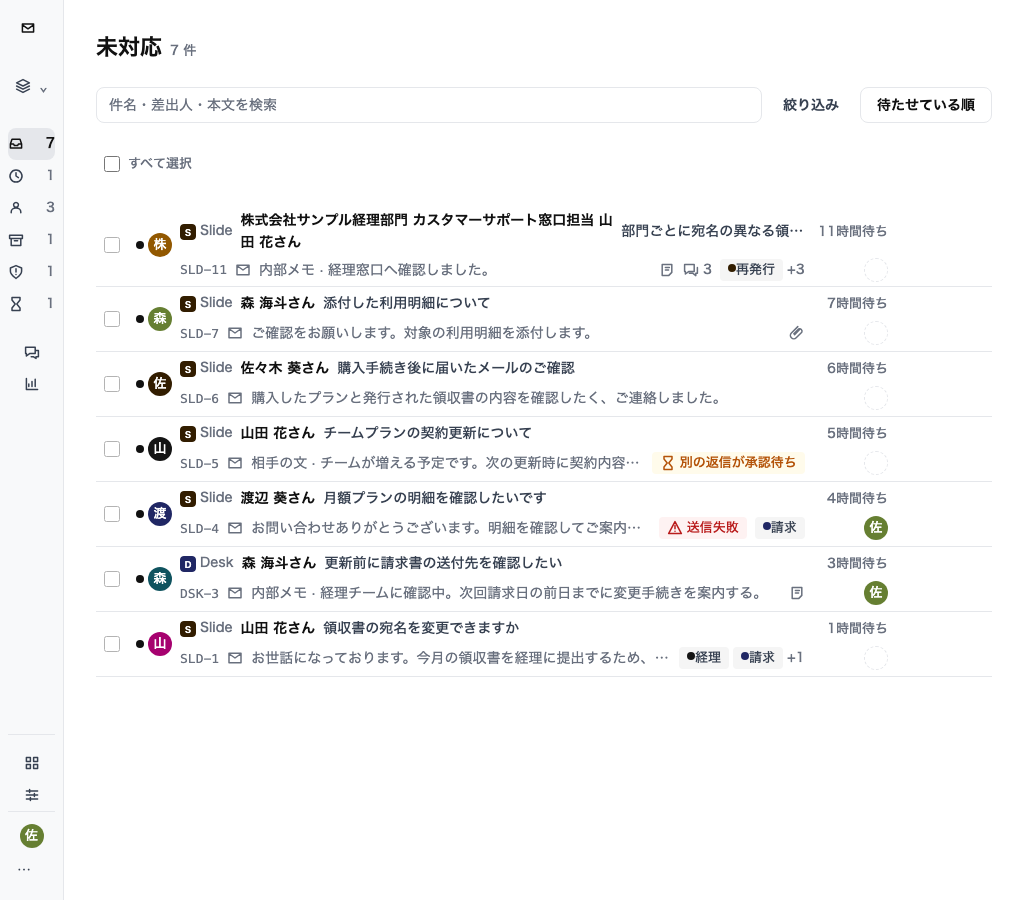 未対応 7 件
件名・差出人・本文を検索
絞り込み
待たせている順
7
すべて選択
1
3
1
1
1
株 S Slide 株式会社サンプル経理部門 カスタマーサポート窓口担当 山
田 花さん 部門ごとに宛名の異なる領… 11時間待ち
SLD-11 内部メモ · 経理窓口へ確認しました。 3 再発行 +3
森 S Slide 森 海斗さん 添付した利用明細について 7時間待ち
SLD-7 ご確認をお願いします。対象の利用明細を添付します。
佐 S Slide 佐々木 葵さん 購入手続き後に届いたメールのご確認 6時間待ち
SLD-6 購入したプランと発行された領収書の内容を確認したく、ご連絡しました。
山 S Slide 山田 花さん チームプランの契約更新について 5時間待ち
SLD-5 相手の文 · チームが増える予定です。次の更新時に契約内容… 別の返信が承認待ち
渡 S Slide 渡辺 葵さん 月額プランの明細を確認したいです 4時間待ち
SLD-4 お問い合わせありがとうございます。明細を確認してご案内… 送信失敗 請求 佐
森 D Desk 森 海斗さん 更新前に請求書の送付先を確認したい 3時間待ち
DSK-3 内部メモ · 経理チームに確認中。次回請求日の前日までに変更手続きを案内する。 佐
山 S Slide 山田 花さん 領収書の宛名を変更できますか 1時間待ち
SLD-1 お世話になっております。今月の領収書を経理に提出するため、… 経理 請求 +1
佐
…